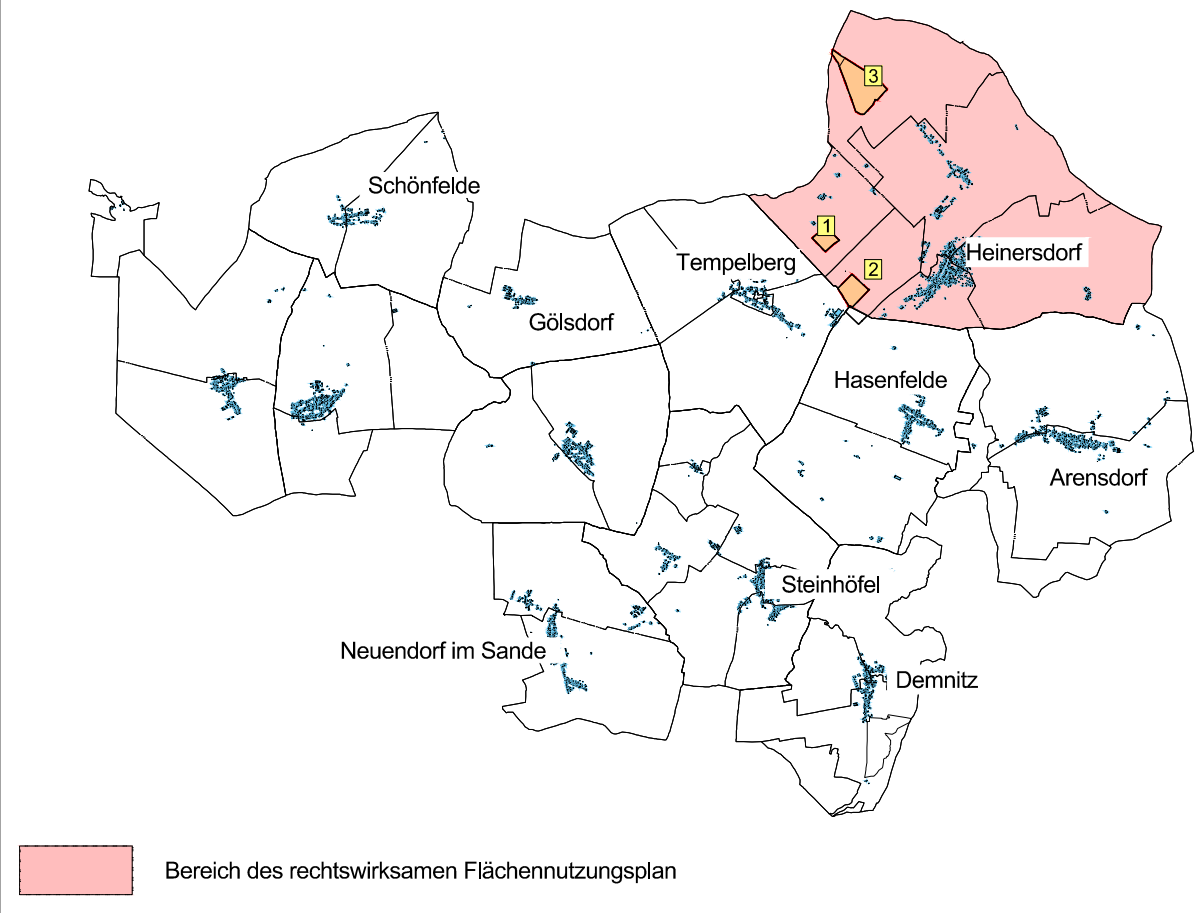 3
Schönfelde
1
Heinersdorf
Tempelberg
2
Gölsdorf
Hasenfelde
Arensdorf
Steinhöfel
Neuendorf im Sande
Demnitz
Bereich des rechtswirksamen Flächennutzungsplan